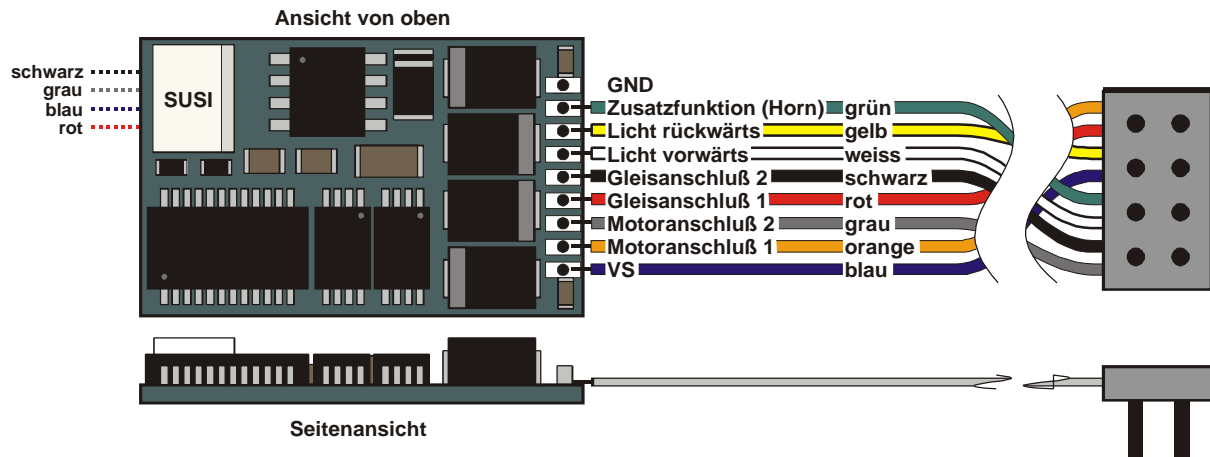 Ansicht von oben
schwarz
grau
blau
rot
SUSI
GND
Zusatzfunktion (Horn) grün
Licht rückwärts gelb
Licht vorwärts weiss
Gleisanschluß 2 schwarz
Gleisanschluß 1 rot
Motoranschluß 2 grau
Motoranschluß 1 orange
VS blau
Seitenansicht